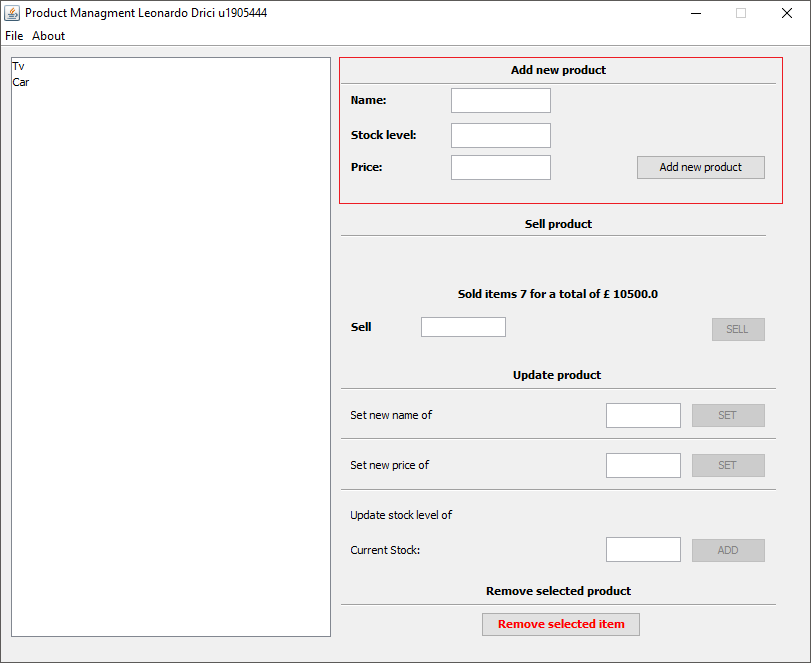 Product Managment Leonardo Drici u1905444
File About
Tv
Car
Add new product
Name:
Stock level:
Price:
Add new product
Sell product
Sold items 7 for a total of £ 10500.0
Sell
SELL
Update product
Set new name of
SET
Set new price of
SET
Update stock level of
Current Stock:
ADD
Remove selected product
Remove selected item